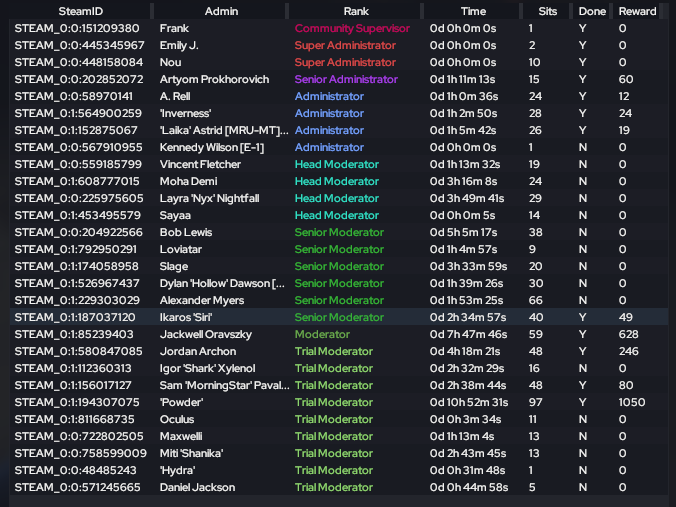 SteamID Admin Rank Time Sits Done Reward
STEAM_0:0:151209380 Frank Community Supervisor 0d 0h 0m 0s 1 Y 0
STEAM_0:0:445345967 Emily J. Super Administrator 0d 0h 0m 0s 2 Y 0
STEAM_0:0:448158084 Nou Super Administrator 0d 0h 0m 0s 10 Y 0
STEAM_0:0:202852072 Artyom Prokhorovich Senior Administrator 0d 1h 11m 13s 15 Y 60
STEAM_0:0:58970141 A. Rell Administrator 0d 1h 0m 36s 24 Y 12
STEAM_0:1:564900259 'Inverness' Administrator 0d 1h 2m 50s 28 Y 24
STEAM_0:1:152875067 'Laika' Astrid [MRU-MT]... Administrator 0d 1h 5m 42s 26 Y 19
STEAM_0:0:567910955 Kennedy Wilson [E-1] Administrator 0d 0h 0m 0s 1 N 0
STEAM_0:0:559185799 Vincent Fletcher Head Moderator 0d 1h 13m 32s 19 N 0
STEAM_0:1:608777015 Moha Demi Head Moderator 0d 3h 16m 8s 24 N 0
STEAM_0:0:225975605 Layra 'Nyx' Nightfall Head Moderator 0d 3h 49m 41s 29 N 0
STEAM_0:1:453495579 Sayaa Head Moderator 0d 0h 0m 5s 14 N 0
STEAM_0:0:204922566 Bob Lewis Senior Moderator 0d 5h 5m 17s 38 N 0
STEAM_0:1:792950291 Loviatar Senior Moderator 0d 1h 4m 57s 9 N 0
STEAM_0:1:174058958 Slage Senior Moderator 0d 3h 33m 59s 20 N 0
STEAM_0:1:526967437 Dylan 'Hollow' Dawson [... Senior Moderator 0d 1h 39m 26s 30 N 0
STEAM_0:1:229303029 Alexander Myers Senior Moderator 0d 1h 53m 25s 66 N 0
STEAM_0:1:187037120 Ikaros 'Siri' Senior Moderator 0d 2h 34m 57s 40 Y 49
STEAM_0:1:85239403 Jackwell Oravszky Moderator 0d 7h 47m 46s 59 Y 628
STEAM_0:1:580847085 Jordan Archon Trial Moderator 0d 4h 18m 21s 48 Y 246
STEAM_0:1:112360313 Igor 'Shark' Xylenol Trial Moderator 0d 2h 32m 29s 16 N 0
STEAM_0:1:156017127 Sam 'MorningStar' Paval... Trial Moderator 0d 2h 38m 44s 48 Y 80
STEAM_0:1:194307075 'Powder' Trial Moderator 0d 10h 52m 31s 97 Y 1050
STEAM_0:1:811668735 Oculus Trial Moderator 0d 0h 3m 34s 11 N 0
STEAM_0:0:722802505 Maxwelli Trial Moderator 0d 1h 13m 4s 13 N 0
STEAM_0:0:758599009 Miti 'Shanika' Trial Moderator 0d 2h 43m 45s 13 N 0
STEAM_0:0:48485243 'Hydra' Trial Moderator 0d 0h 31m 48s 1 N 0
STEAM_0:0:571245665 Daniel Jackson Trial Moderator 0d 0h 44m 58s 5 N 0